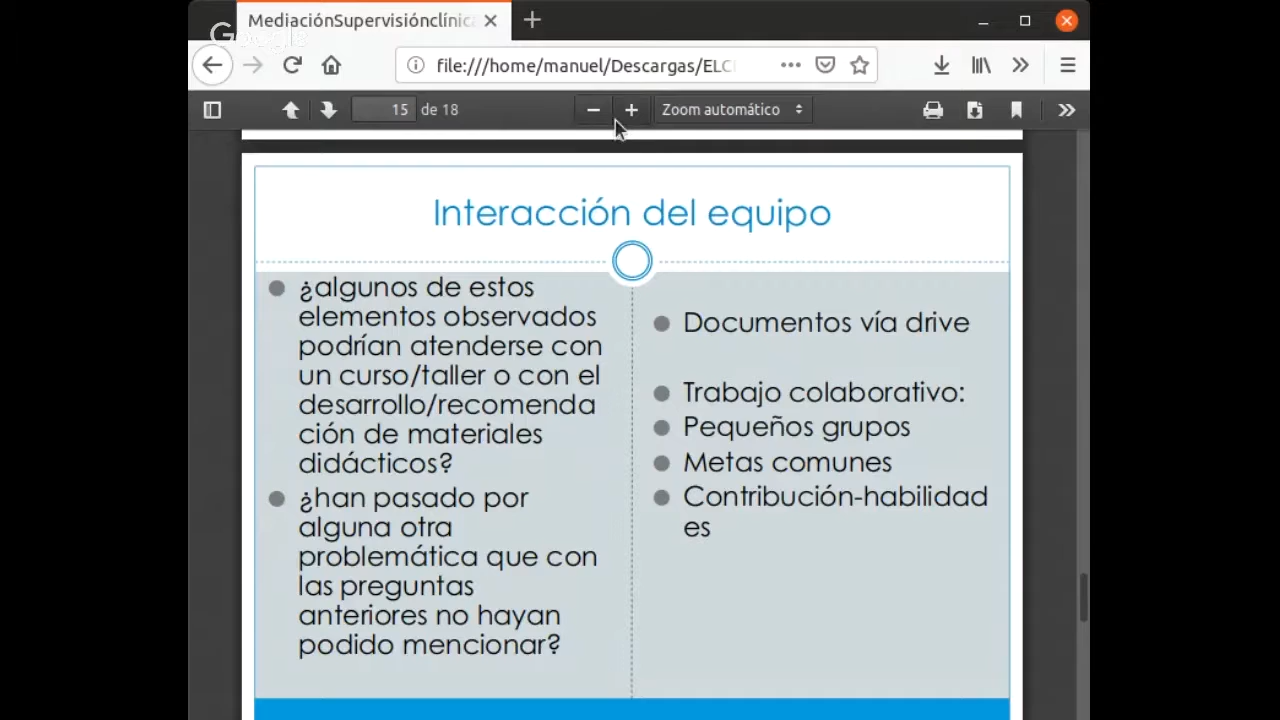 MediaciónSupervisiónclínica
Google
file:///home/manuel/Descargas/ELCI
15 de 18
Zoom automático
Interacción del equipo
¿algunos de estos
elementos observados
podrían atenderse con
un curso/taller o con el
desarrollo/recomenda
ción de materiales
didácticos?
¿han pasado por
alguna otra
problemática que con
las preguntas
anteriores no hayan
podido mencionar?
Documentos vía drive
Trabajo colaborativo:
Pequeños grupos
Metas comunes
Contribución-habilidad
es